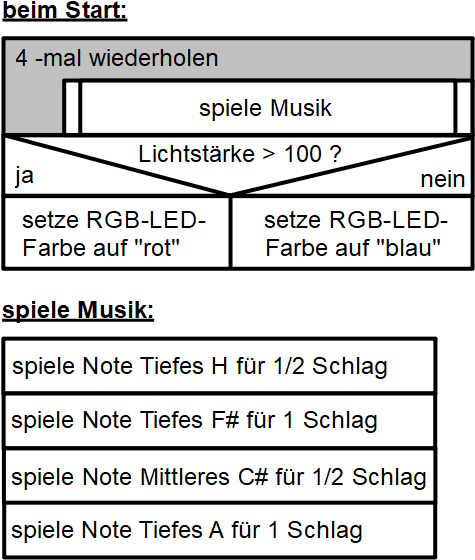 beim Start:
4 -mal wiederholen
spiele Musik
Lichtstärke > 100 ?
ja
nein
setze RGB-LED-
Farbe auf "rot"
setze RGB-LED-
Farbe auf "blau"
spiele Musik:
spiele Note Tiefes H für 1/2 Schlag
spiele Note Tiefes F# für 1 Schlag
spiele Note Mittleres C# für 1/2 Schlag
spiele Note Tiefes A für 1 Schlag